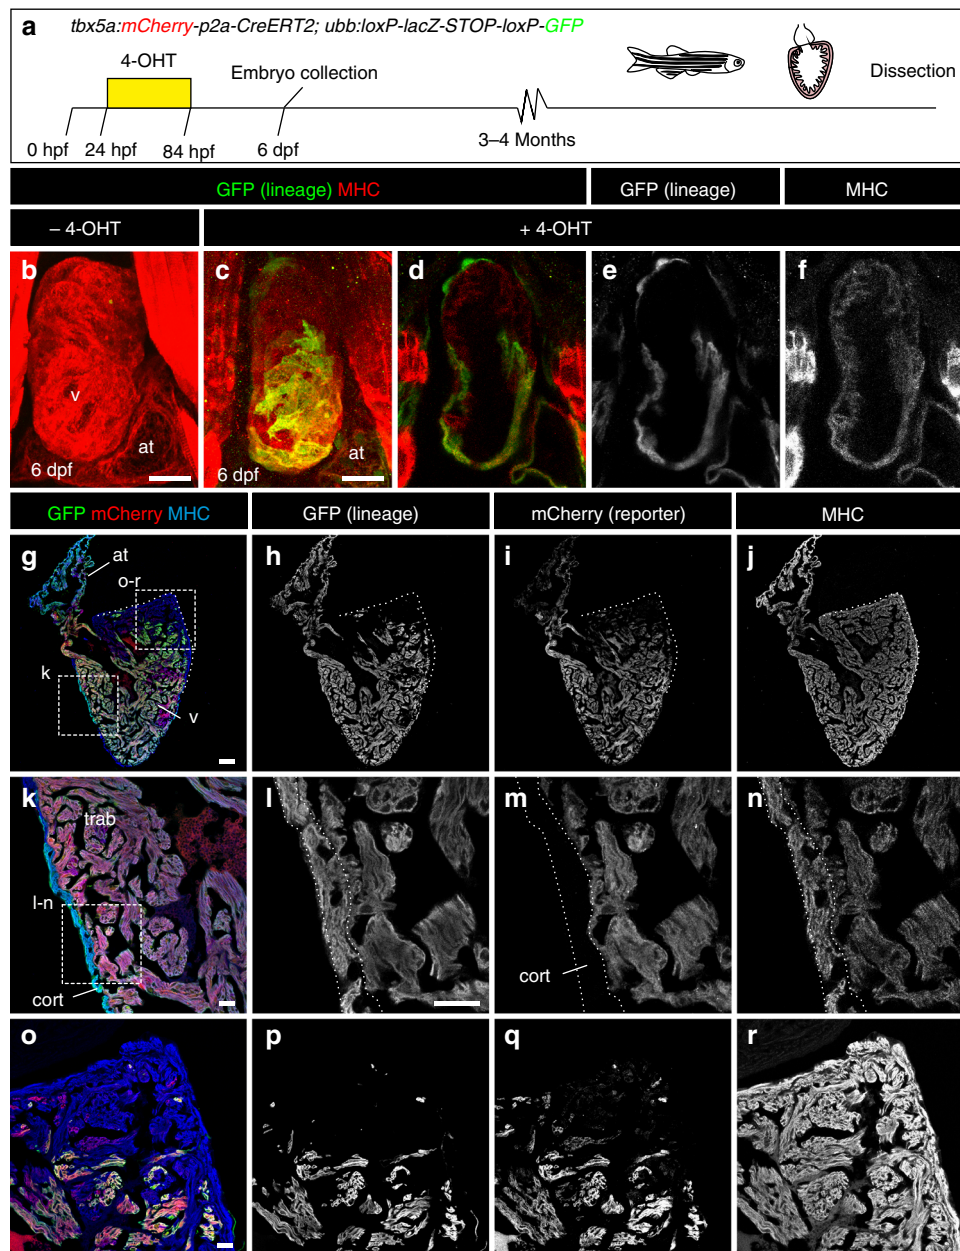 a
tbx5a:mCherry-p2a-CreERT2; ubb:loxP-lacZ-STOP-loxP-GFP
4-OHT
Embryo collection
Dissection
0 hpf
24 hpf
84 hpf
6 dpf
3–4 Months
GFP (lineage) MHC
GFP (lineage)
MHC
– 4-OHT
+ 4-OHT
b
v
at
6 dpf
c
at
6 dpf
d
e
f
GFP mCherry MHC
GFP (lineage)
mCherry (reporter)
MHC
g
at
o-r
k
v
h
i
j
k
trab
l-n
cort
l
m
cort
n
o
p
q
r